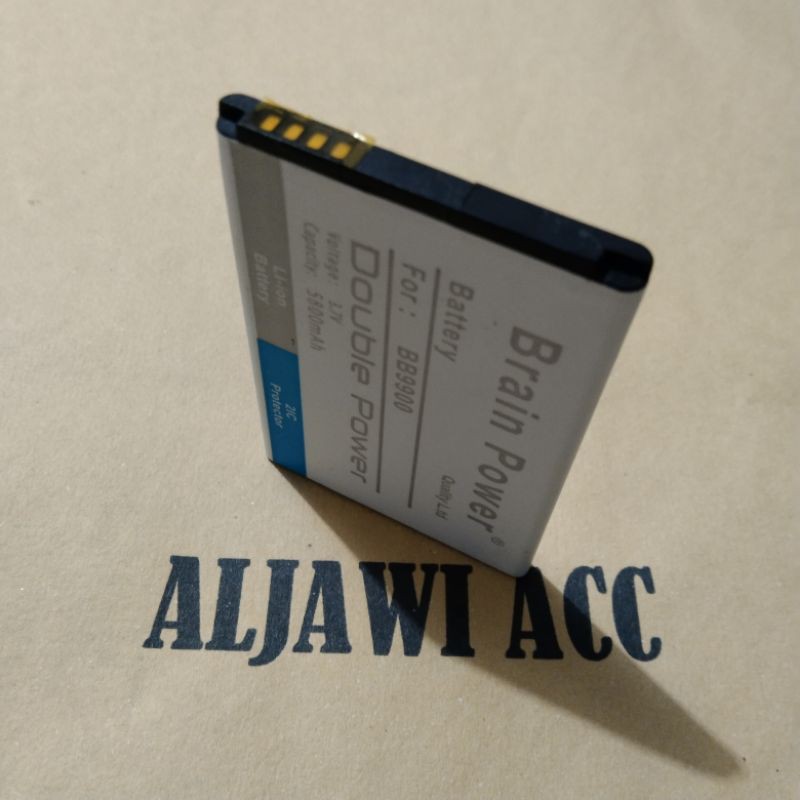 Brain Power®
Quality Ltd
Battery
For: BB9900
Double Power
Voltage: 3.7V
Capacity: 5800mAh
Li-ion
Battery
2IC
Protector
ALJAWI ACC